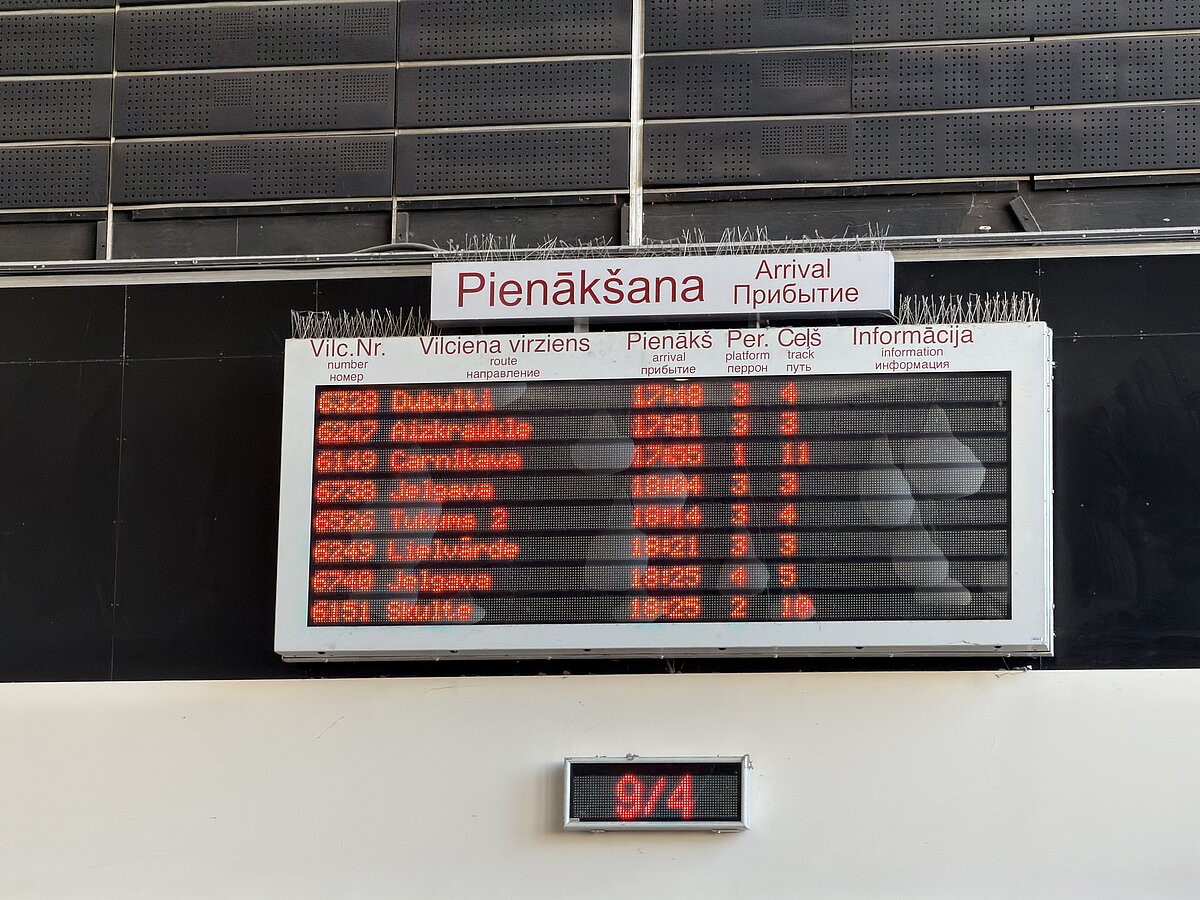 Pienākšana Arrival
Прибытие
Vilc.Nr. Vilciena virziens Pienākš Per. Ceļš Informācija
number route arrival platform track information
номер направление прибытие перрон путь информация
6328 Dubulti 17:48 3 4
6247 Aizkraukle 17:51 3 3
6149 Carnikava 1 11
6738 Jelgava 18:04 3 3
6526 Tukums 2 18:14 3 4
6249 Lielvārde 18:21 3 3
6740 Jelgava 18:25 4 5
6151 Skulte 18:25 2 10
9/4